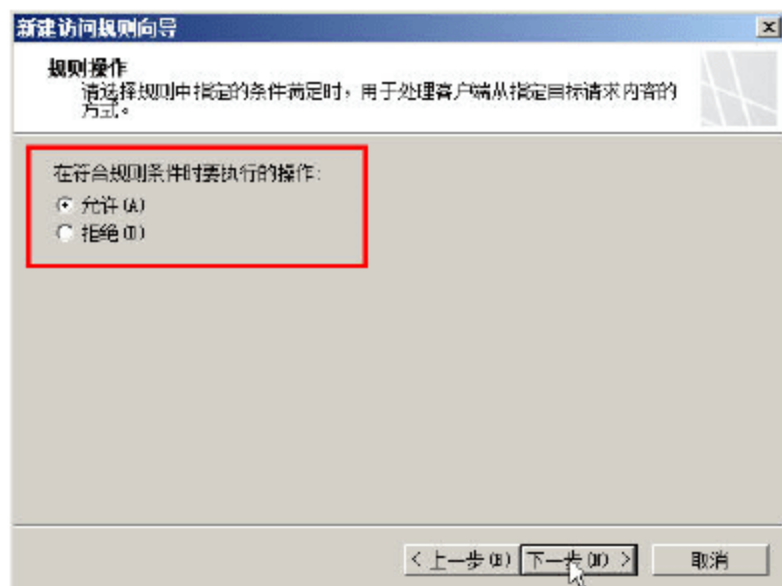 新建访问规则向导
规则操作
请选择规则中指定的条件满足时，用于处理客户端从指定目标请求内容的
方式。
在符合规则条件时要执行的操作:
允许(A)
拒绝(D)
< 上一步(B) 下一步(N) > 取消